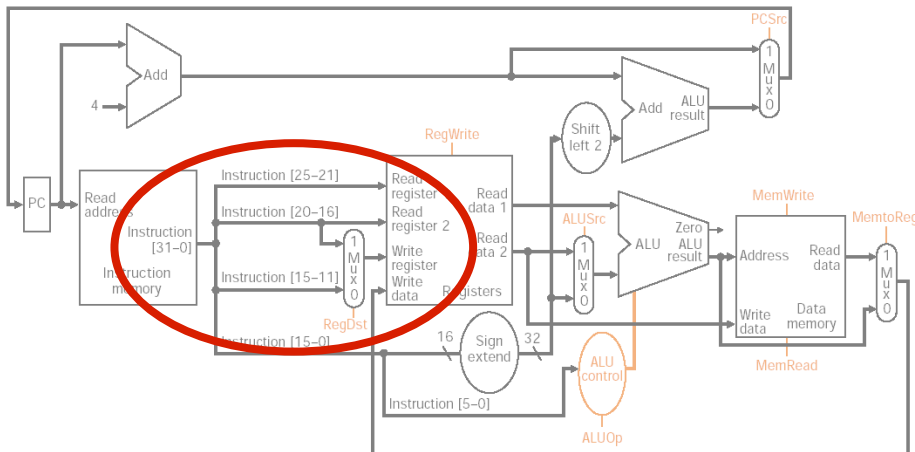 PCSrc
1
M
u
x
0
Add
4
Add
ALU
result
Shift
left 2
RegWrite
PC
Read
address
Instruction
[31–0]
Instruction
memory
Instruction [25–21]
Instruction [20–16]
Instruction [15–11]
Instruction [15–0]
Instruction [5–0]
1
M
u
x
0
RegDst
Read
register
Read
register 2
Write
register
Write
data
Registers
Read
data 1
Read
data 2
ALUSrc
1
M
u
x
0
Zero
ALU
ALU
result
MemWrite
Address
Read
data
Write
data
Data
memory
MemRead
MemtoReg
1
M
u
x
0
16
Sign
extend
32
ALU
control
ALUOp